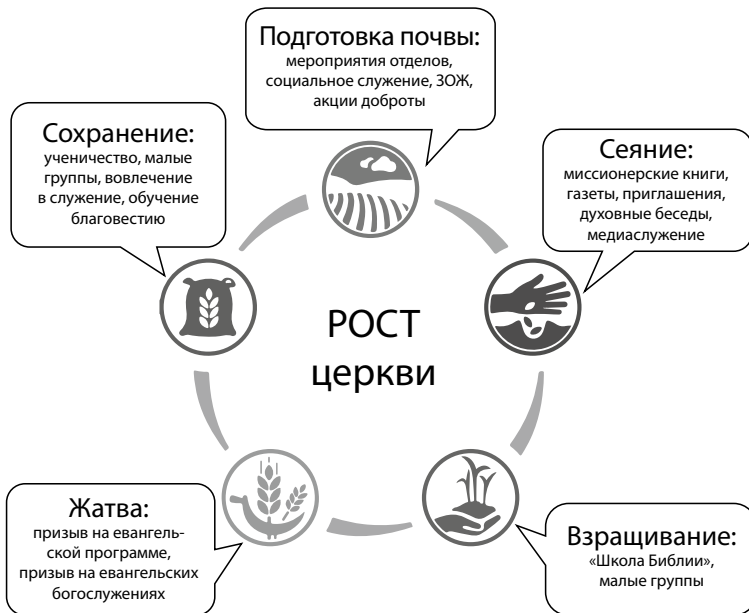 Подготовка почвы:
мероприятия отделов,
социальное служение, ЗОЖ,
акции доброты
Сеяние:
миссионерские книги,
газеты, приглашения,
духовные беседы,
медиаслужение
Взращивание:
«Школа Библии»,
малые группы
Жатва:
призыв на евангель-
ской программе,
призыв на евангельских
богослужениях
Сохранение:
ученичество, малые
группы, вовлечение
в служение, обучение
благовестию
РОСТ
церкви